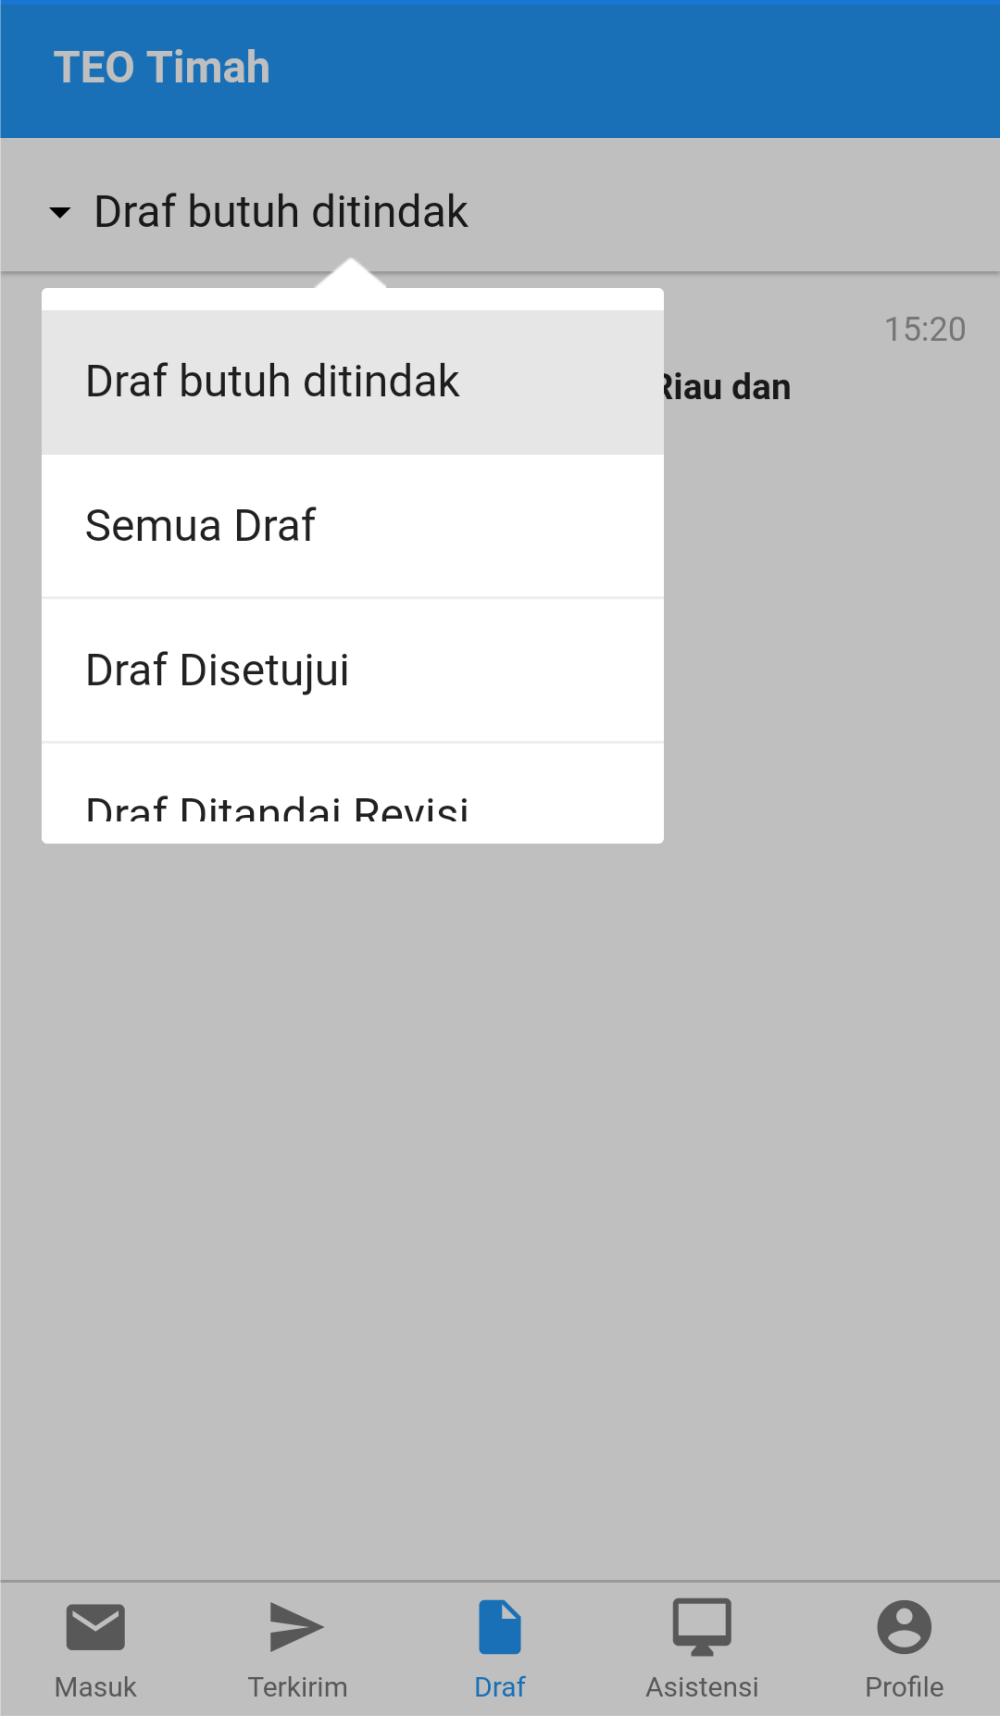 TEO Timah
Draf butuh ditindak
15:20
Riau dan
Draf butuh ditindak
Semua Draf
Draf Disetujui
Draf Ditandai Revisi
Masuk
Terkirim
Draf
Asistensi
Profile